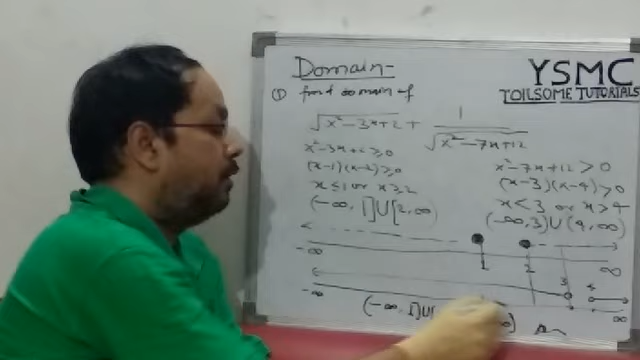 Domain-
YSMC
TOILSOME TUTORIALS
① find domain of
√x²-3x+2 + 1/√x²-7x+12
x²-3x+2≥0
(x-1)(x-2)≥0
x≤1 or x≥2
(-∞, 1]∪[2, ∞)
x²-7x+12>0
(x-3)(x-4)>0
x<3 or x>4
(-∞, 3)∪(4, ∞)
-∞ 1 2 ∞
-∞ 3 4 ∞
(-∞, 1]∪ ∞)